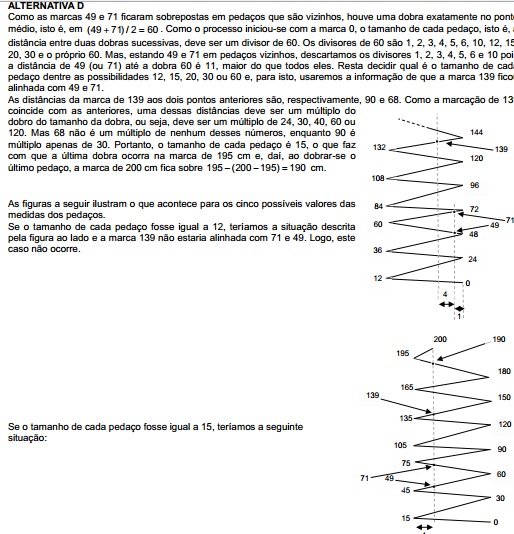 ALTERNATIVA D
Como as marcas 49 e 71 ficaram sobrepostas em pedaços que são vizinhos, houve uma dobra exatamente no pont
médio, isto é, em (49+71)/2 = 60. Como o processo iniciou-se com a marca 0, o tamanho de cada pedaço, isto é,
distância entre duas dobras sucessivas, deve ser um divisor de 60. Os divisores de 60 são 1, 2, 3, 4, 5, 6, 10, 12, 15
20, 30 e o próprio 60. Mas, estando 49 e 71 em pedaços vizinhos, descartamos os divisores 1, 2, 3, 4, 5, 6 e 10 poi
a distância de 49 (ou 71) até a dobra 60 é 11, maior do que todos eles. Resta decidir qual é o tamanho de cad
pedaço dentre as possibilidades 12, 15, 20, 30 ou 60 e, para isto, usaremos a informação de que a marca 139 fico
alinhada com 49 e 71.
As distâncias da marca de 139 aos dois pontos anteriores são, respectivamente, 90 e 68. Como a marcação de 13
coincide com as anteriores, uma dessas distâncias deve ser um múltiplo do
dobro do tamanho da dobra, ou seja, deve ser um múltiplo de 24, 30, 40, 60 ou
120. Mas 68 não é um múltiplo de nenhum desses números, enquanto 90 é
múltiplo apenas de 30. Portanto, o tamanho de cada pedaço é 15, o que faz
com que a última dobra ocorra na marca de 195 cm e, daí, ao dobrar-se o
último pedaço, a marca de 200 cm fica sobre 195–(200–195)=190 cm.
As figuras a seguir ilustram o que acontece para os cinco possíveis valores das
medidas dos pedaços.
Se o tamanho de cada pedaço fosse igual a 12, teríamos a situação descrita
pela figura ao lado e a marca 139 não estaria alinhada com 71 e 49. Logo, este
caso não ocorre.
144
132
139
120
108
96
84
72
71
60
49
48
36
24
12
0
4
1
Se o tamanho de cada pedaço fosse igual a 15, teríamos a seguinte
situação:
200
190
195
180
165
139
150
135
120
105
90
75
71
49
60
45
30
15
0